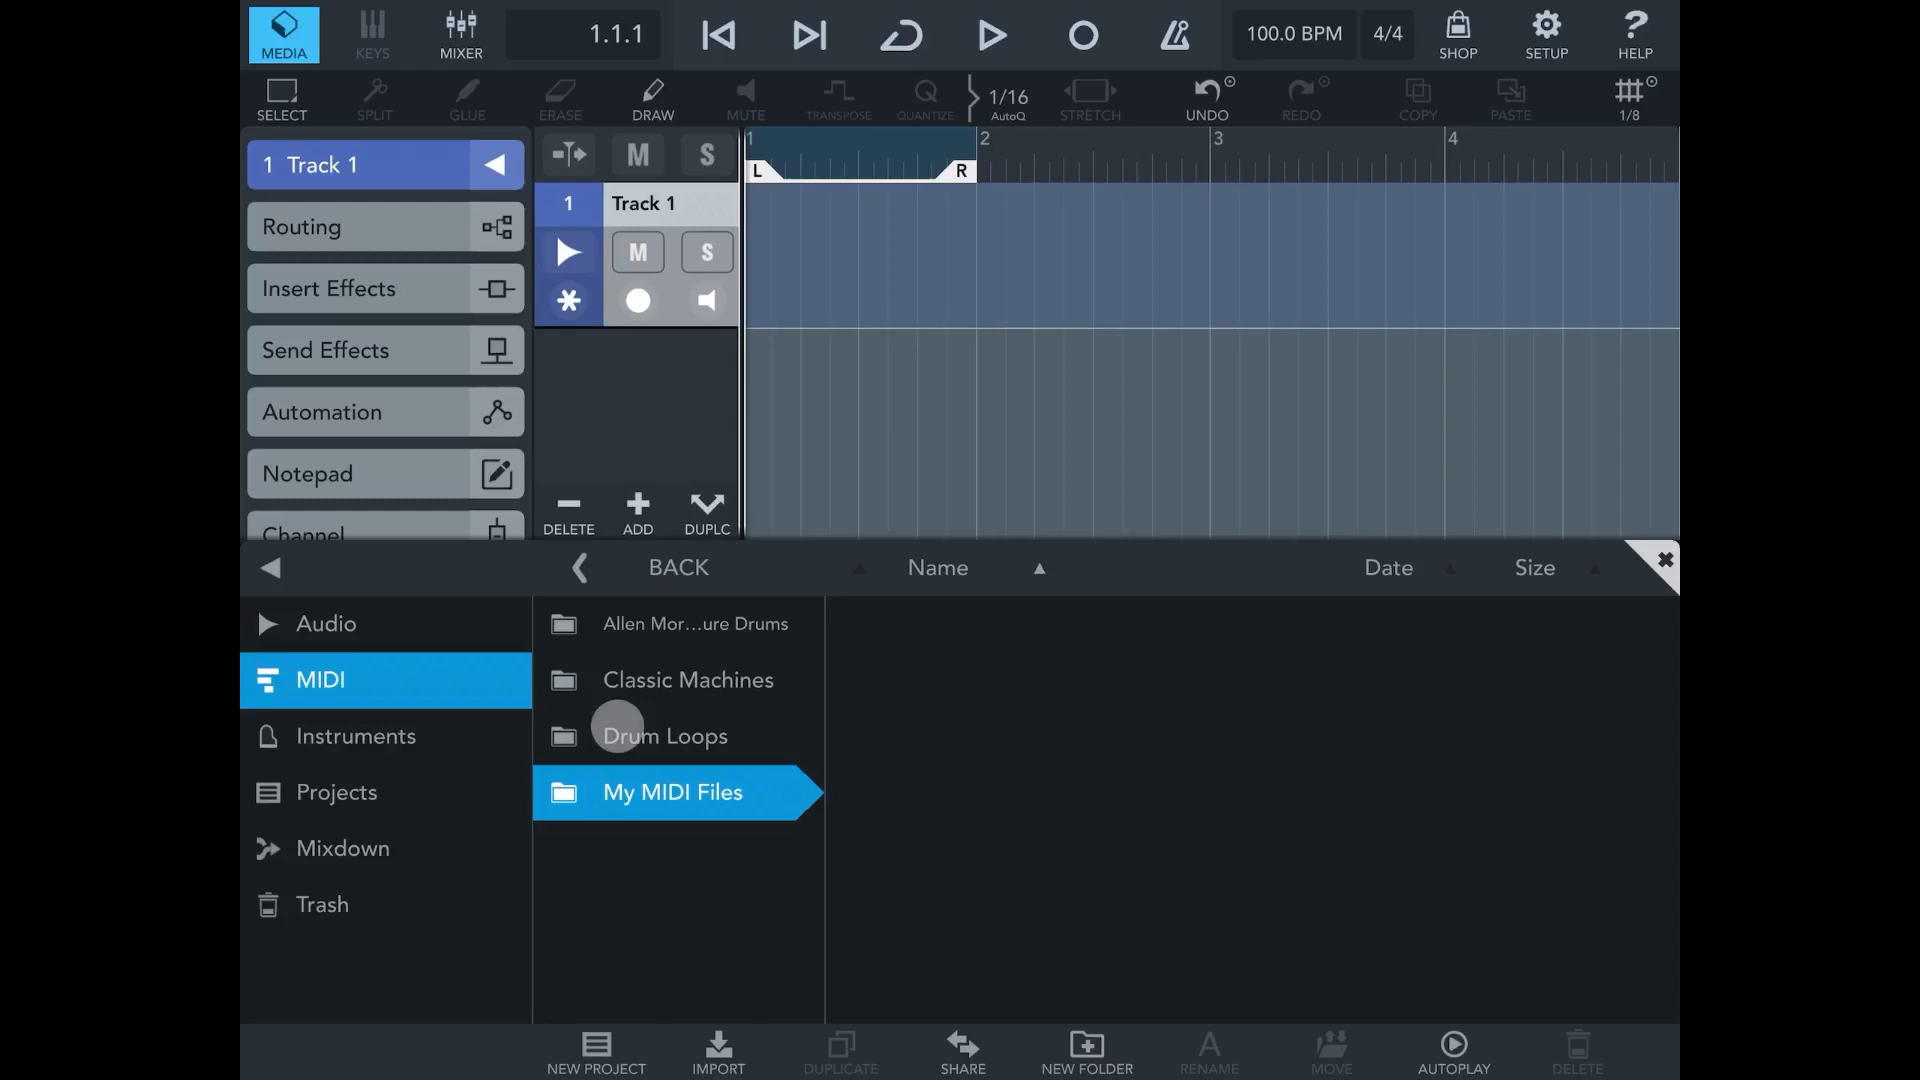 MEDIA
KEYS
MIXER
1.1.1
100.0 BPM
4/4
SHOP
SETUP
HELP
SELECT
SPLIT
GLUE
ERASE
DRAW
MUTE
TRANSPOSE
QUANTIZE
1/16
AutoQ
STRETCH
UNDO
REDO
COPY
PASTE
1/8
1 Track 1
M S
1 2 3 4
L R
Routing
1 Track 1
M S
Insert Effects
Send Effects
Automation
Notepad
Channel
DELETE
ADD
DUPLC
BACK
Name
Date
Size
Audio
MIDI
Instruments
Projects
Mixdown
Trash
Allen Mor...ure Drums
Classic Machines
Drum Loops
My MIDI Files
NEW PROJECT
IMPORT
DUPLICATE
SHARE
NEW FOLDER
RENAME
MOVE
AUTOPLAY
DELETE